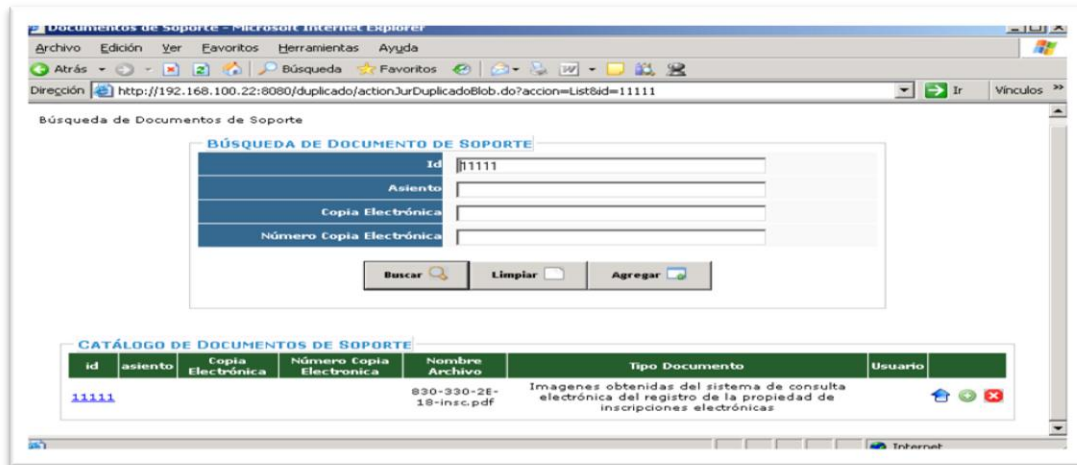 Documentos de Soporte - Microsoft Internet Explorer
Archivo Edición Ver Favoritos Herramientas Ayuda
Atrás Búsqueda Favoritos
Dirección http://192.168.100.22:8080/duplicado/actionJurDuplicadoBlob.do?accion=List&id=11111 Ir Vínculos »
Búsqueda de Documentos de Soporte
BÚSQUEDA DE DOCUMENTO DE SOPORTE
Id 11111
Asiento
Copia Electrónica
Número Copia Electrónica
Buscar Limpiar Agregar
CATÁLOGO DE DOCUMENTOS DE SOPORTE
id asiento Copia Electrónica Número Copia Electronica Nombre Archivo Tipo Documento Usuario
11111 830-330-2E-18-insc.pdf Imagenes obtenidas del sistema de consulta
electrónica del registro de la propiedad de
inscripciones electrónicas
Internet